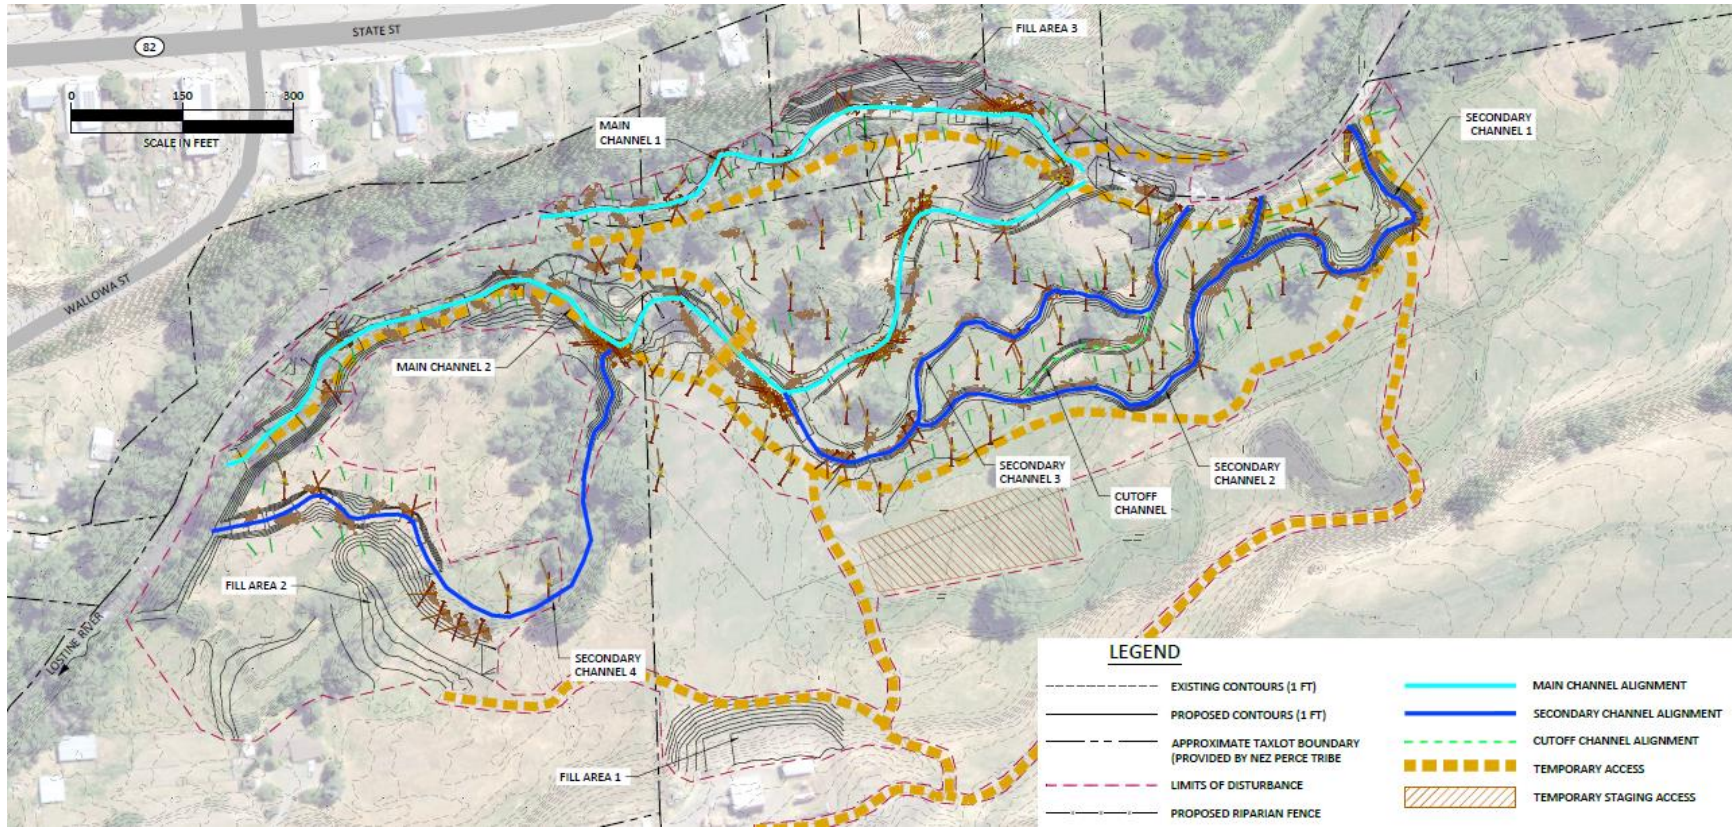 STATE ST
82
0
150
300
SCALE IN FEET
FILL AREA 3
MAIN
CHANNEL 1
SECONDARY
CHANNEL 1
WALLOWA ST
MAIN CHANNEL 2
SECONDARY
CHANNEL 3
SECONDARY
CHANNEL 2
CUTOFF
CHANNEL
FILL AREA 2
LOSTINE RIVER
SECONDARY
CHANNEL 4
FILL AREA 1
LEGEND
EXISTING CONTOURS (1 FT)
PROPOSED CONTOURS (1 FT)
APPROXIMATE TAXLOT BOUNDARY
(PROVIDED BY NEZ PERCE TRIBE
LIMITS OF DISTURBANCE
PROPOSED RIPARIAN FENCE
MAIN CHANNEL ALIGNMENT
SECONDARY CHANNEL ALIGNMENT
CUTOFF CHANNEL ALIGNMENT
TEMPORARY ACCESS
TEMPORARY STAGING ACCESS